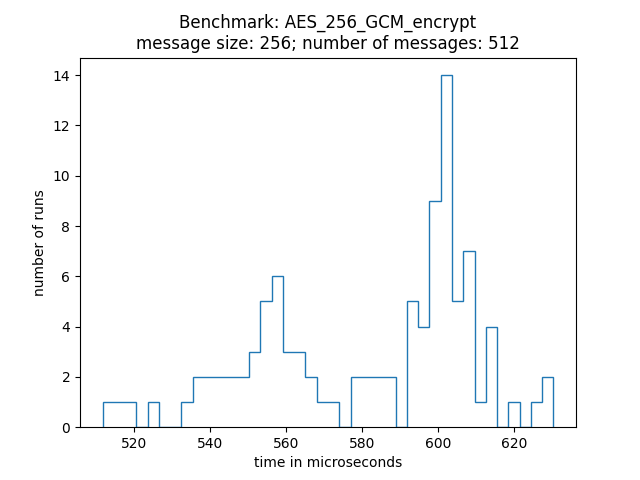 Benchmark: AES_256_GCM_encrypt
message size: 256; number of messages: 512
14
12
10
8
6
4
2
0
number of runs
520 540 560 580 600 620
time in microseconds